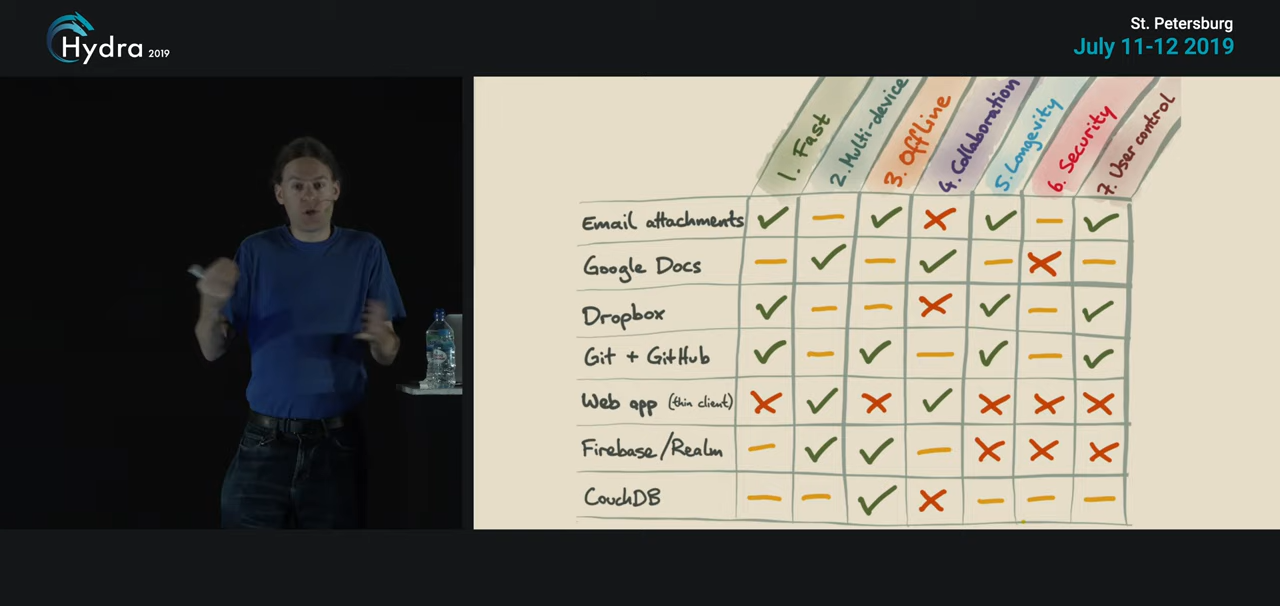 Hydra 2019
St. Petersburg
July 11-12 2019
1. Fast
2. Multi-device
3. Offline
4. Collaboration
5. Longevity
6. Security
7. User control
Email attachments
Google Docs
Dropbox
Git + GitHub
Web app (thin client)
Firebase/Realm
CouchDB